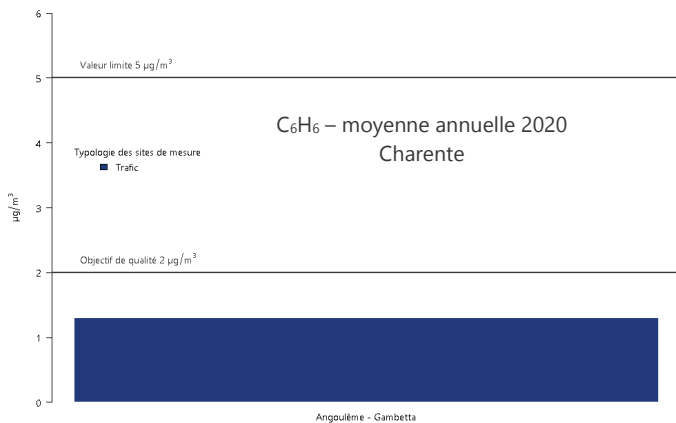 6
Valeur limite 5 µg/m³
5
C₆H₆ – moyenne annuelle 2020
Charente
4
Typologie des sites de mesure
Trafic
µg/m³
3
Objectif de qualité 2 µg/m³
2
1
0
Angoulême - Gambetta